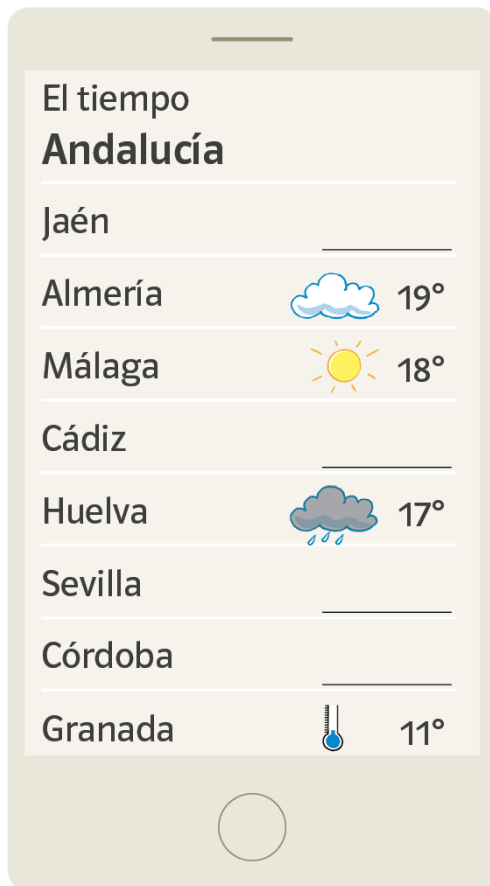 El tiempo
Andalucía
Jaén
Almería 19°
Málaga 18°
Cádiz
Huelva 17°
Sevilla
Córdoba
Granada 11°